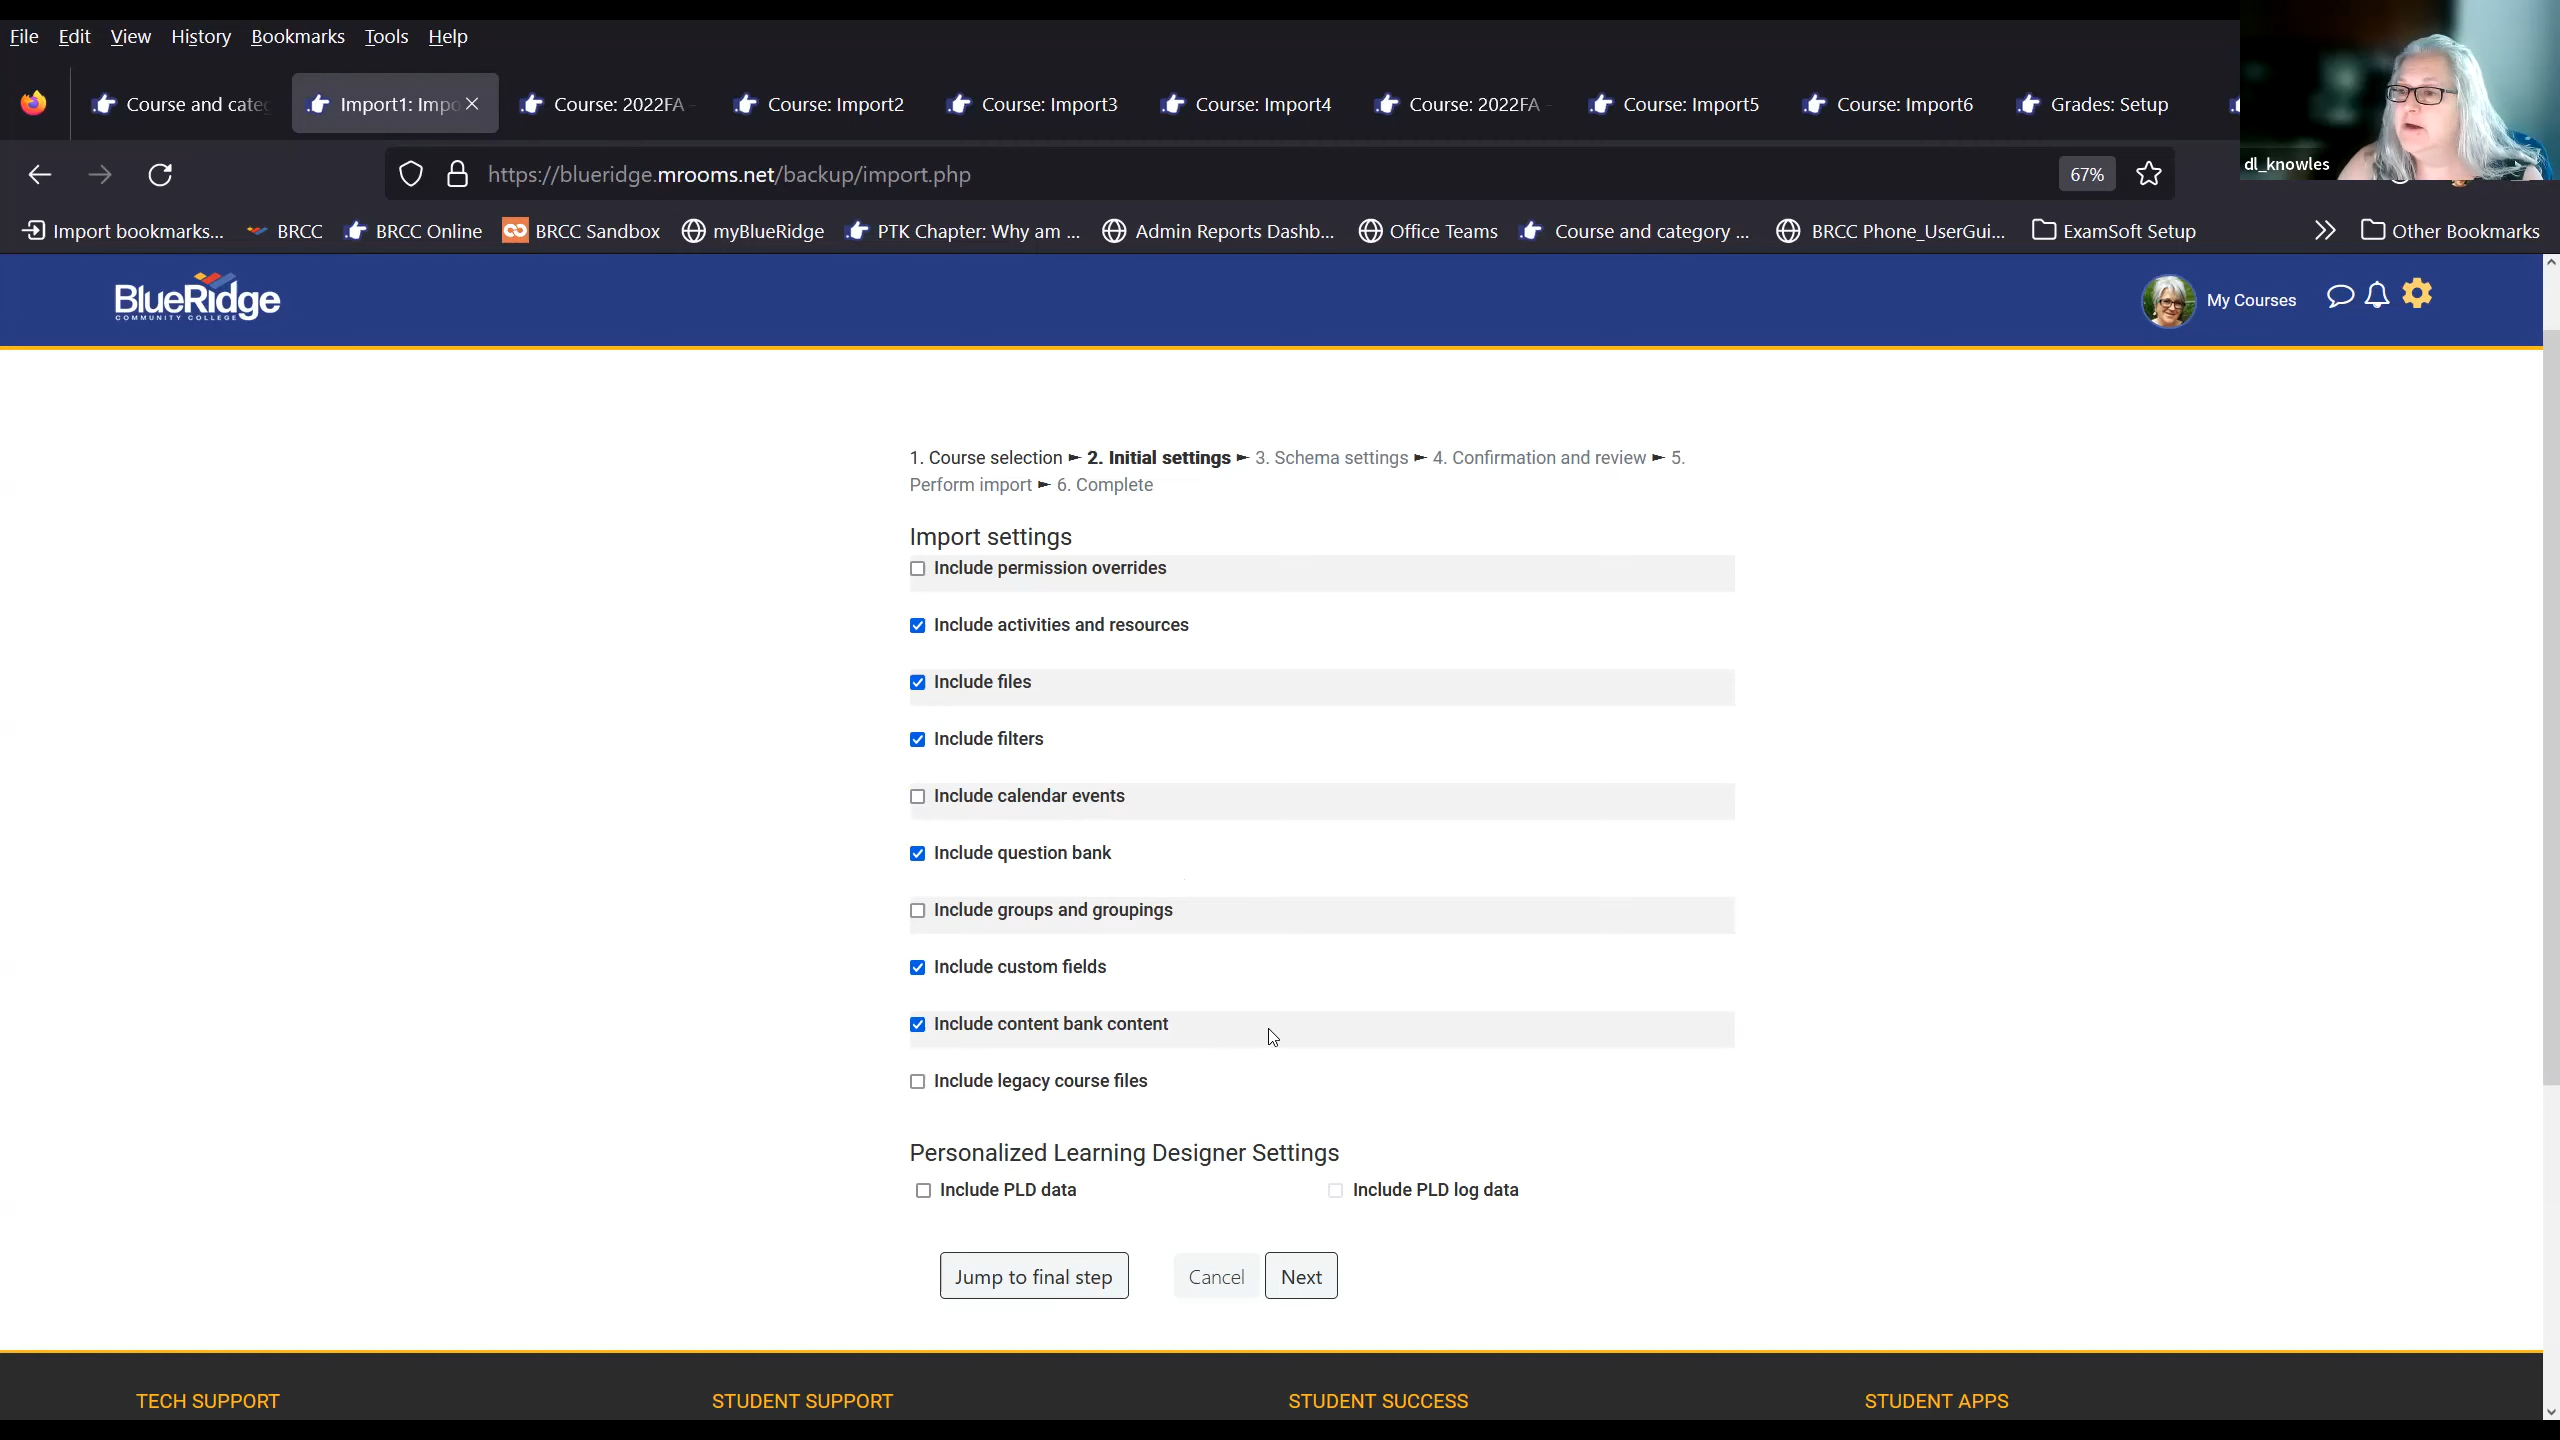 File Edit View History Bookmarks Tools Help
Course and categ
Import1: Impo
Course: 2022FA -
Course: Import2
Course: Import3
Course: Import4
Course: 2022FA -
Course: Import5
Course: Import6
Grades: Setup
https://blueridge.mrooms.net/backup/import.php
67%
dl_knowles
Import bookmarks... BRCC BRCC Online BRCC Sandbox myBlueRidge PTK Chapter: Why am ... Admin Reports Dashb... Office Teams Course and category ... BRCC Phone_UserGui... ExamSoft Setup Other Bookmarks
BlueRidge
COMMUNITY COLLEGE
My Courses
1. Course selection ► 2. Initial settings ► 3. Schema settings ► 4. Confirmation and review ► 5.
Perform import ► 6. Complete
Import settings
Include permission overrides
Include activities and resources
Include files
Include filters
Include calendar events
Include question bank
Include groups and groupings
Include custom fields
Include content bank content
Include legacy course files
Personalized Learning Designer Settings
Include PLD data Include PLD log data
Jump to final step Cancel Next
TECH SUPPORT STUDENT SUPPORT STUDENT SUCCESS STUDENT APPS